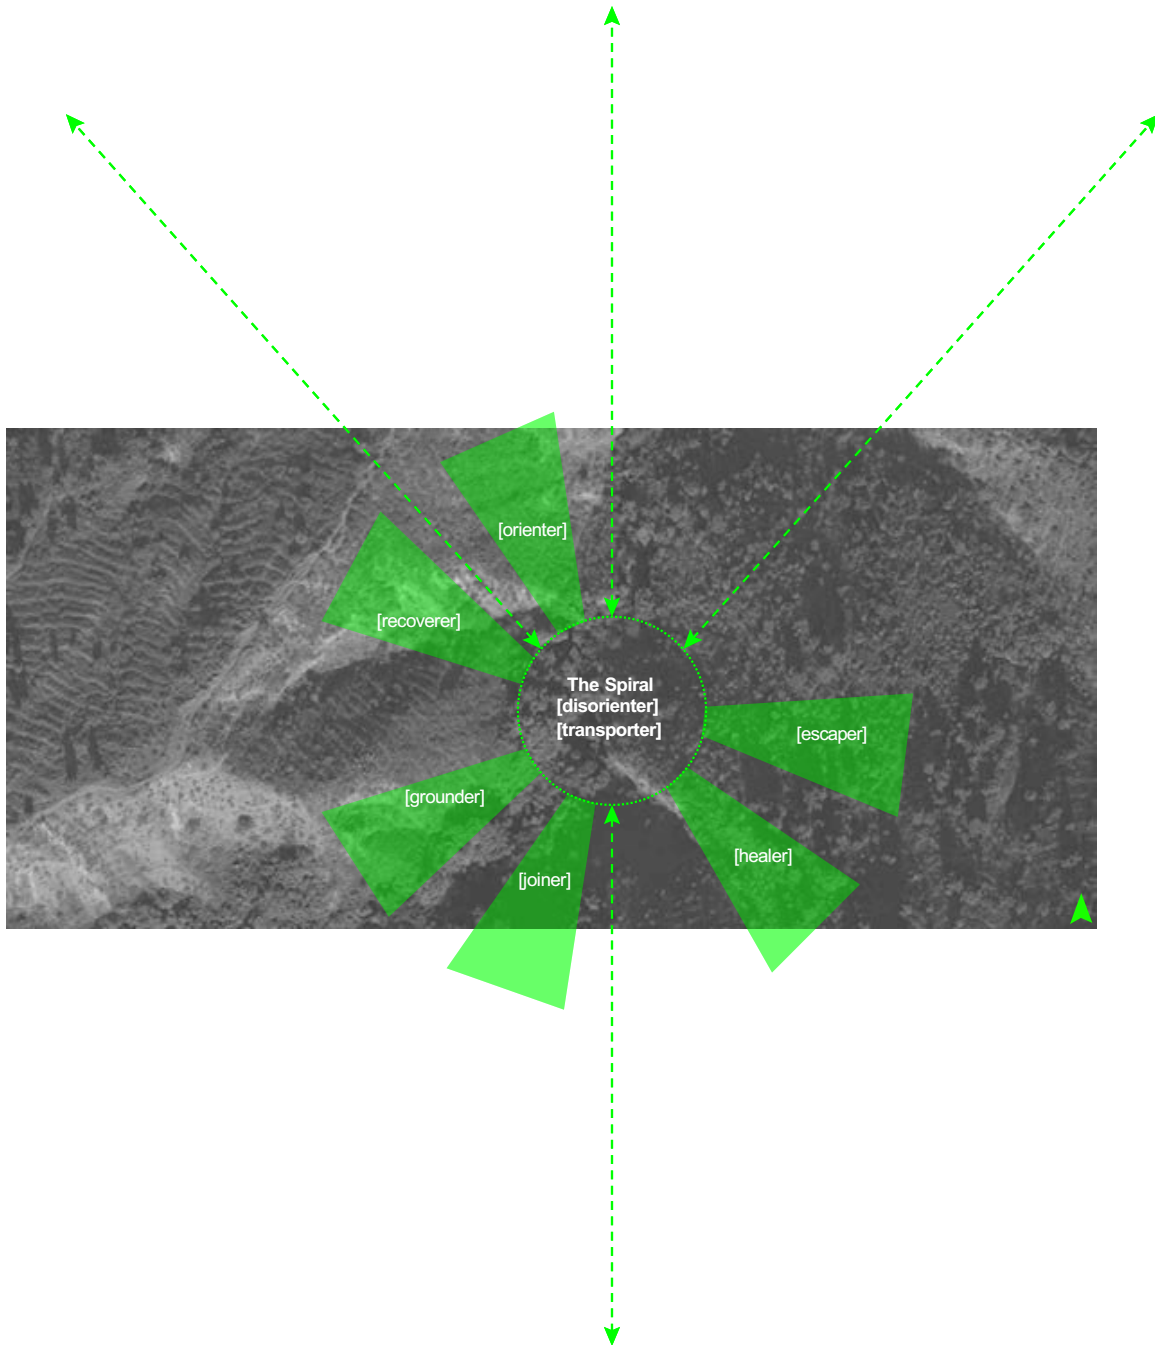 [orienter]
[recoverer]
The Spiral
[disorienter]
[transporter]
[escaper]
[grounder]
[healer]
[joiner]